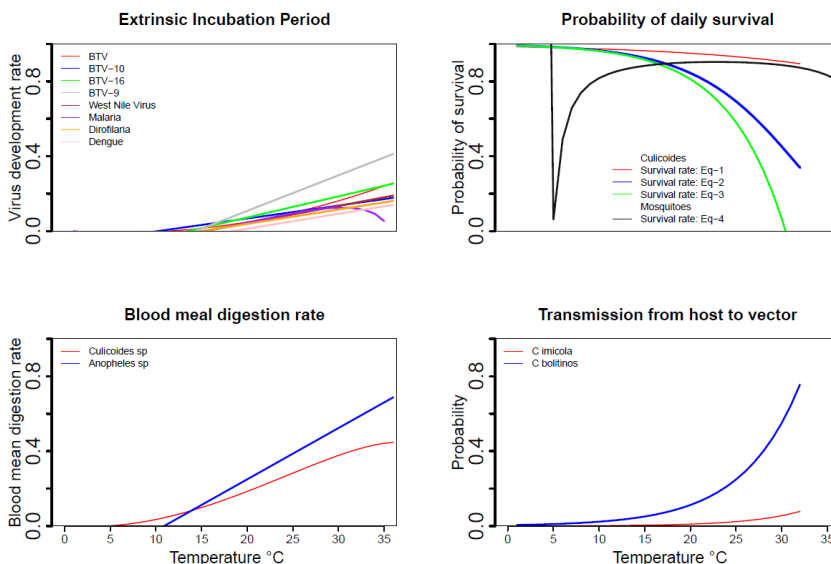 Extrinsic Incubation Period
Virus development rate
0.0 0.4 0.8
BTV
BTV-10
BTV-16
BTV-9
West Nile Virus
Malaria
Dirofilaria
Dengue
Probability of daily survival
Probability of survival
0.0 0.4 0.8
Culicoides
Survival rate: Eq-1
Survival rate: Eq-2
Survival rate: Eq-3
Mosquitoes
Survival rate: Eq-4
Blood meal digestion rate
Blood mean digestion rate
0.0 0.4 0.8
Culicoides sp
Anopheles sp
0 5 10 15 20 25 30 35
Temperature °C
Transmission from host to vector
Probability
0.0 0.4 0.8
C imicola
C bolitinos
0 5 10 15 20 25 30 35
Temperature °C